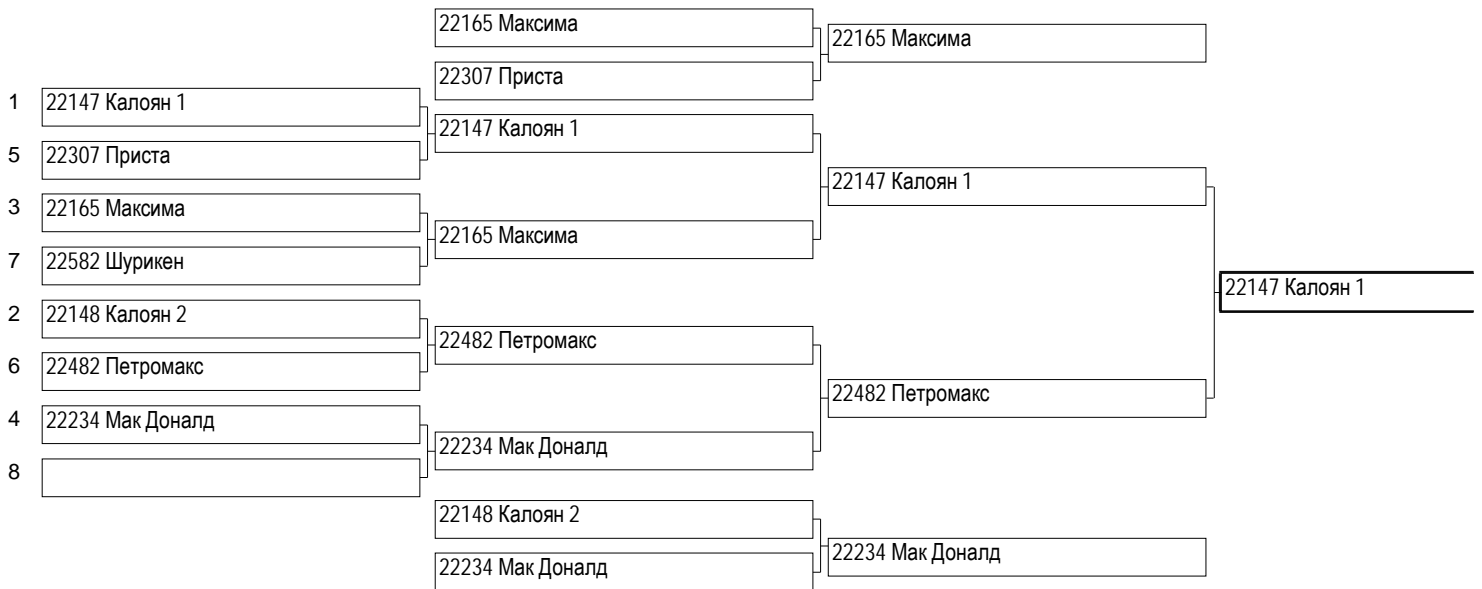 22165 Максима
22165 Максима
22307 Приста
1 22147 Калоян 1
22147 Калоян 1
5 22307 Приста
22147 Калоян 1
3 22165 Максима
22165 Максима
7 22582 Шурикен
22147 Калоян 1
2 22148 Калоян 2
22482 Петромакс
6 22482 Петромакс
22482 Петромакс
4 22234 Мак Доналд
22234 Мак Доналд
8
22148 Калоян 2
22234 Мак Доналд
22234 Мак Доналд